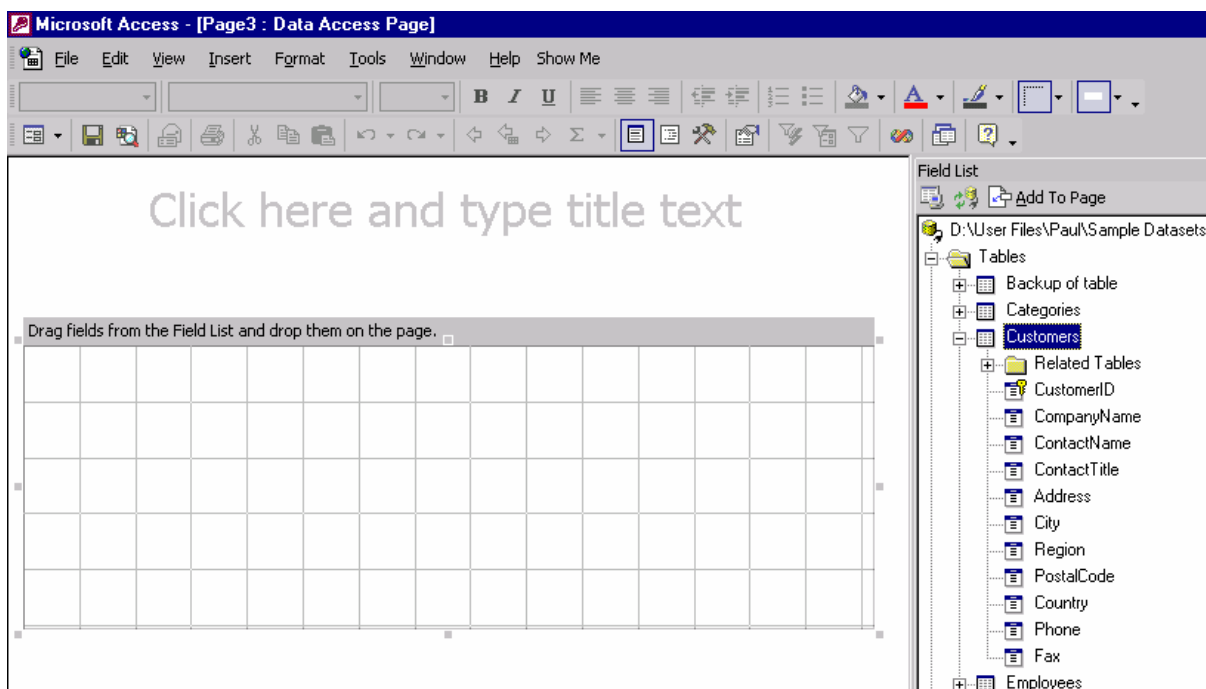 Microsoft Access - [Page3 : Data Access Page]
File Edit View Insert Format Tools Window Help Show Me
B I U A
Σ
Field List
Add To Page
Click here and type title text
D:\User Files\Paul\Sample Datasets
Tables
Backup of table
Categories
Drag fields from the Field List and drop them on the page.
Customers
Related Tables
CustomerID
CompanyName
ContactName
ContactTitle
Address
City
Region
PostalCode
Country
Phone
Fax
Employees